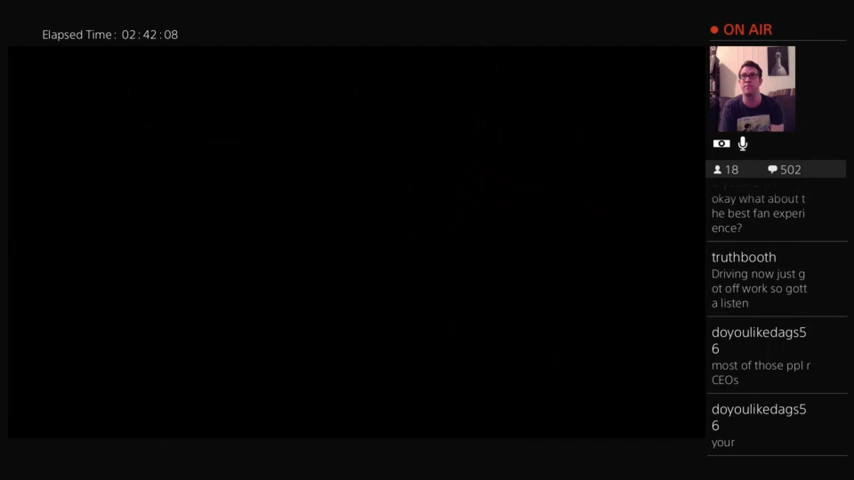 Elapsed Time: 02:42:08
ON AIR
18 502
okay what about t
he best fan experi
ence?
truthbooth
Driving now just g
ot off work so gott
a listen
doyoulikedags5
6
most of those ppl r
CEOs
doyoulikedags5
6
your